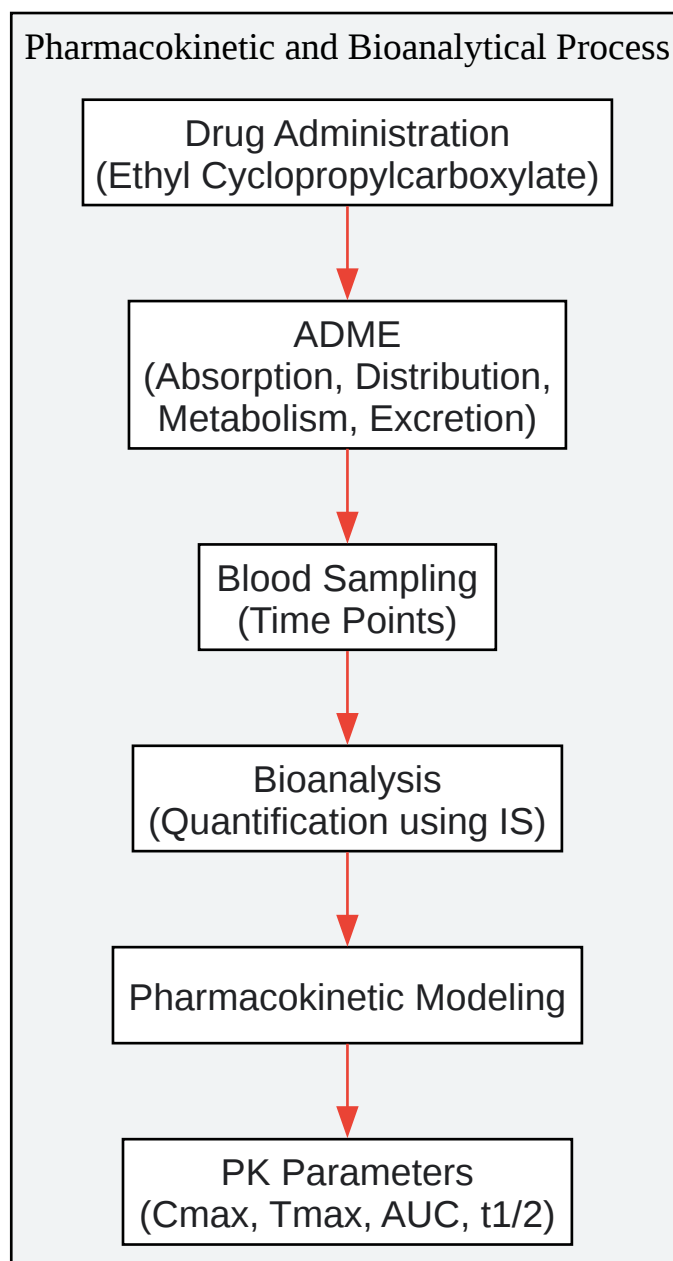 Pharmacokinetic and Bioanalytical Process
Drug Administration
(Ethyl Cyclopropylcarboxylate)
ADME
(Absorption, Distribution,
Metabolism, Excretion)
Blood Sampling
(Time Points)
Bioanalysis
(Quantification using IS)
Pharmacokinetic Modeling
PK Parameters
(Cmax, Tmax, AUC, t1/2)